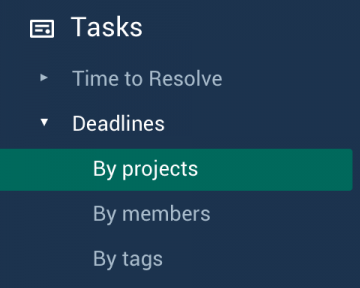 Tasks
Time to Resolve
Deadlines
By projects
By members
By tags